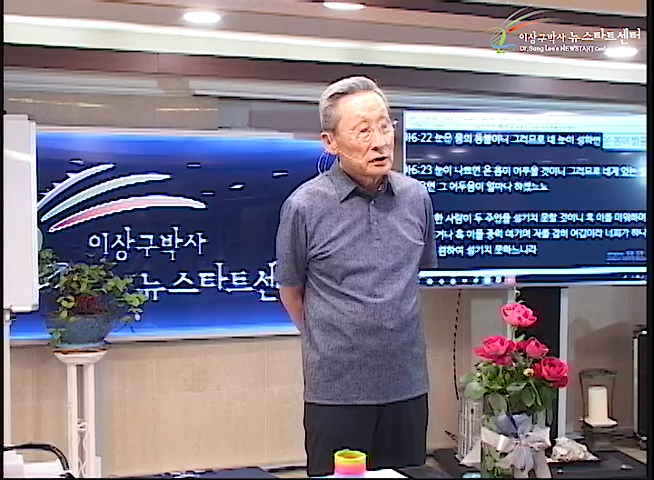 이상구박사 뉴스타트센터
Dr. Sang Lee's NEWSTART Center
6:22 눈은 몸의 등불이니 그러므로 네 눈이 성하면
6:23 눈이 나쁘면 온 몸이 어두울 것이니 그러므로 네게 있는
그 어두움이 얼마나 하겠느뇨
한 사람이 두 주인을 섬기지 못할 것이니 혹 이를 미워하며
거나 혹 이를 중히 여기며 저를 경히 여김이라 너희가 하나
겸하여 섬기지 못하느니라
이상구박사
뉴스타트센